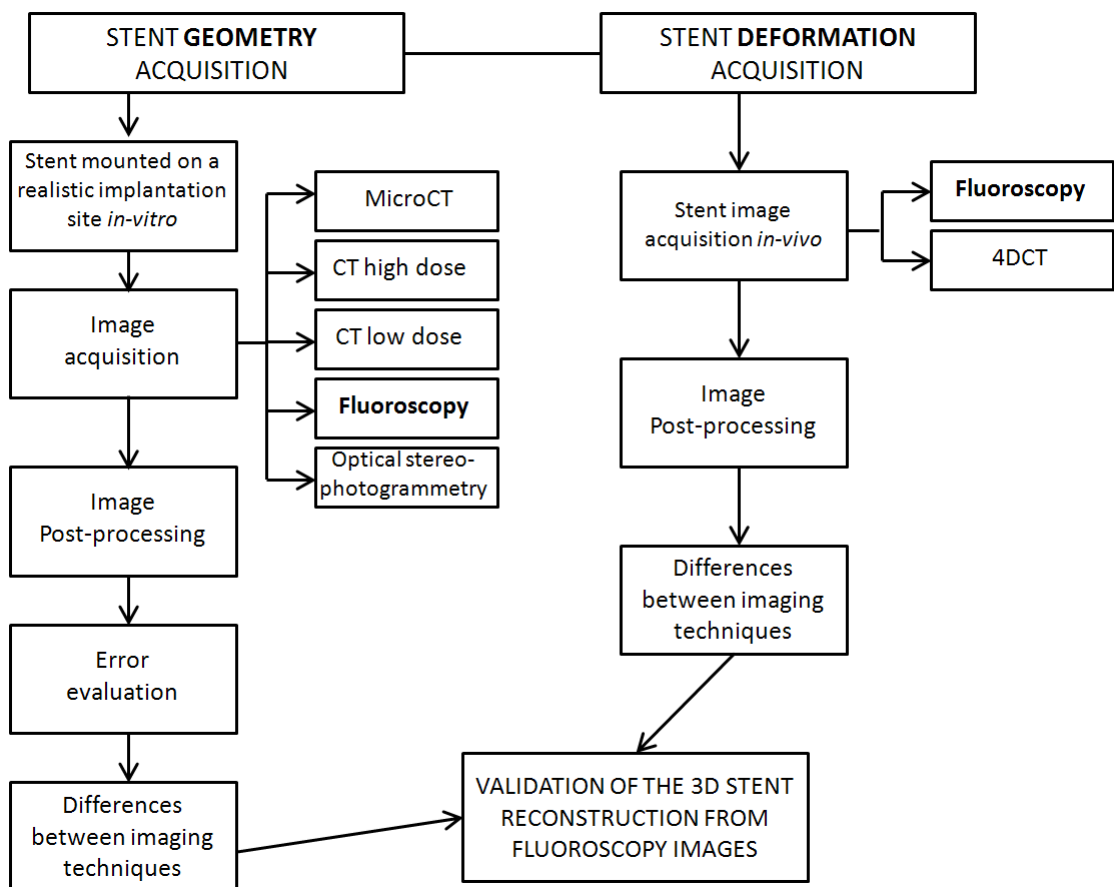 STENT GEOMETRY
ACQUISITION
STENT DEFORMATION
ACQUISITION
Stent mounted on a
realistic implantation
site in-vitro
Image
acquisition
MicroCT
CT high dose
CT low dose
Fluoroscopy
Optical stereo-
photogrammetry
Image
Post-processing
Error
evaluation
Differences
between imaging
techniques
Stent image
acquisition in-vivo
Fluoroscopy
4DCT
Image
Post-processing
Differences
between imaging
techniques
VALIDATION OF THE 3D STENT
RECONSTRUCTION FROM
FLUOROSCOPY IMAGES